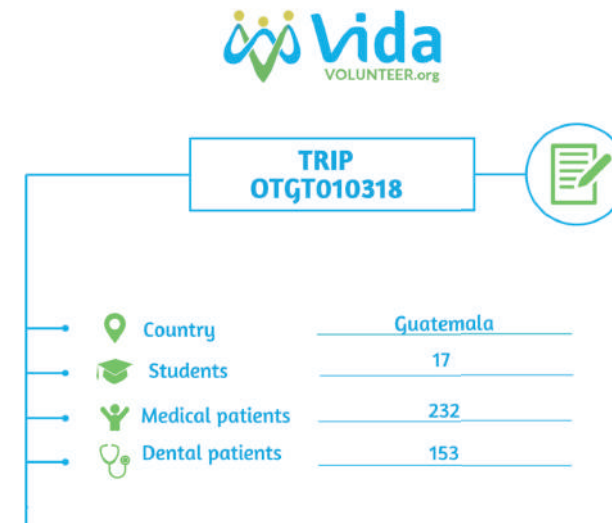 Vida
VOLUNTEER.org
TRIP
OTGT010318
Country Guatemala
Students 17
Medical patients 232
Dental patients 153